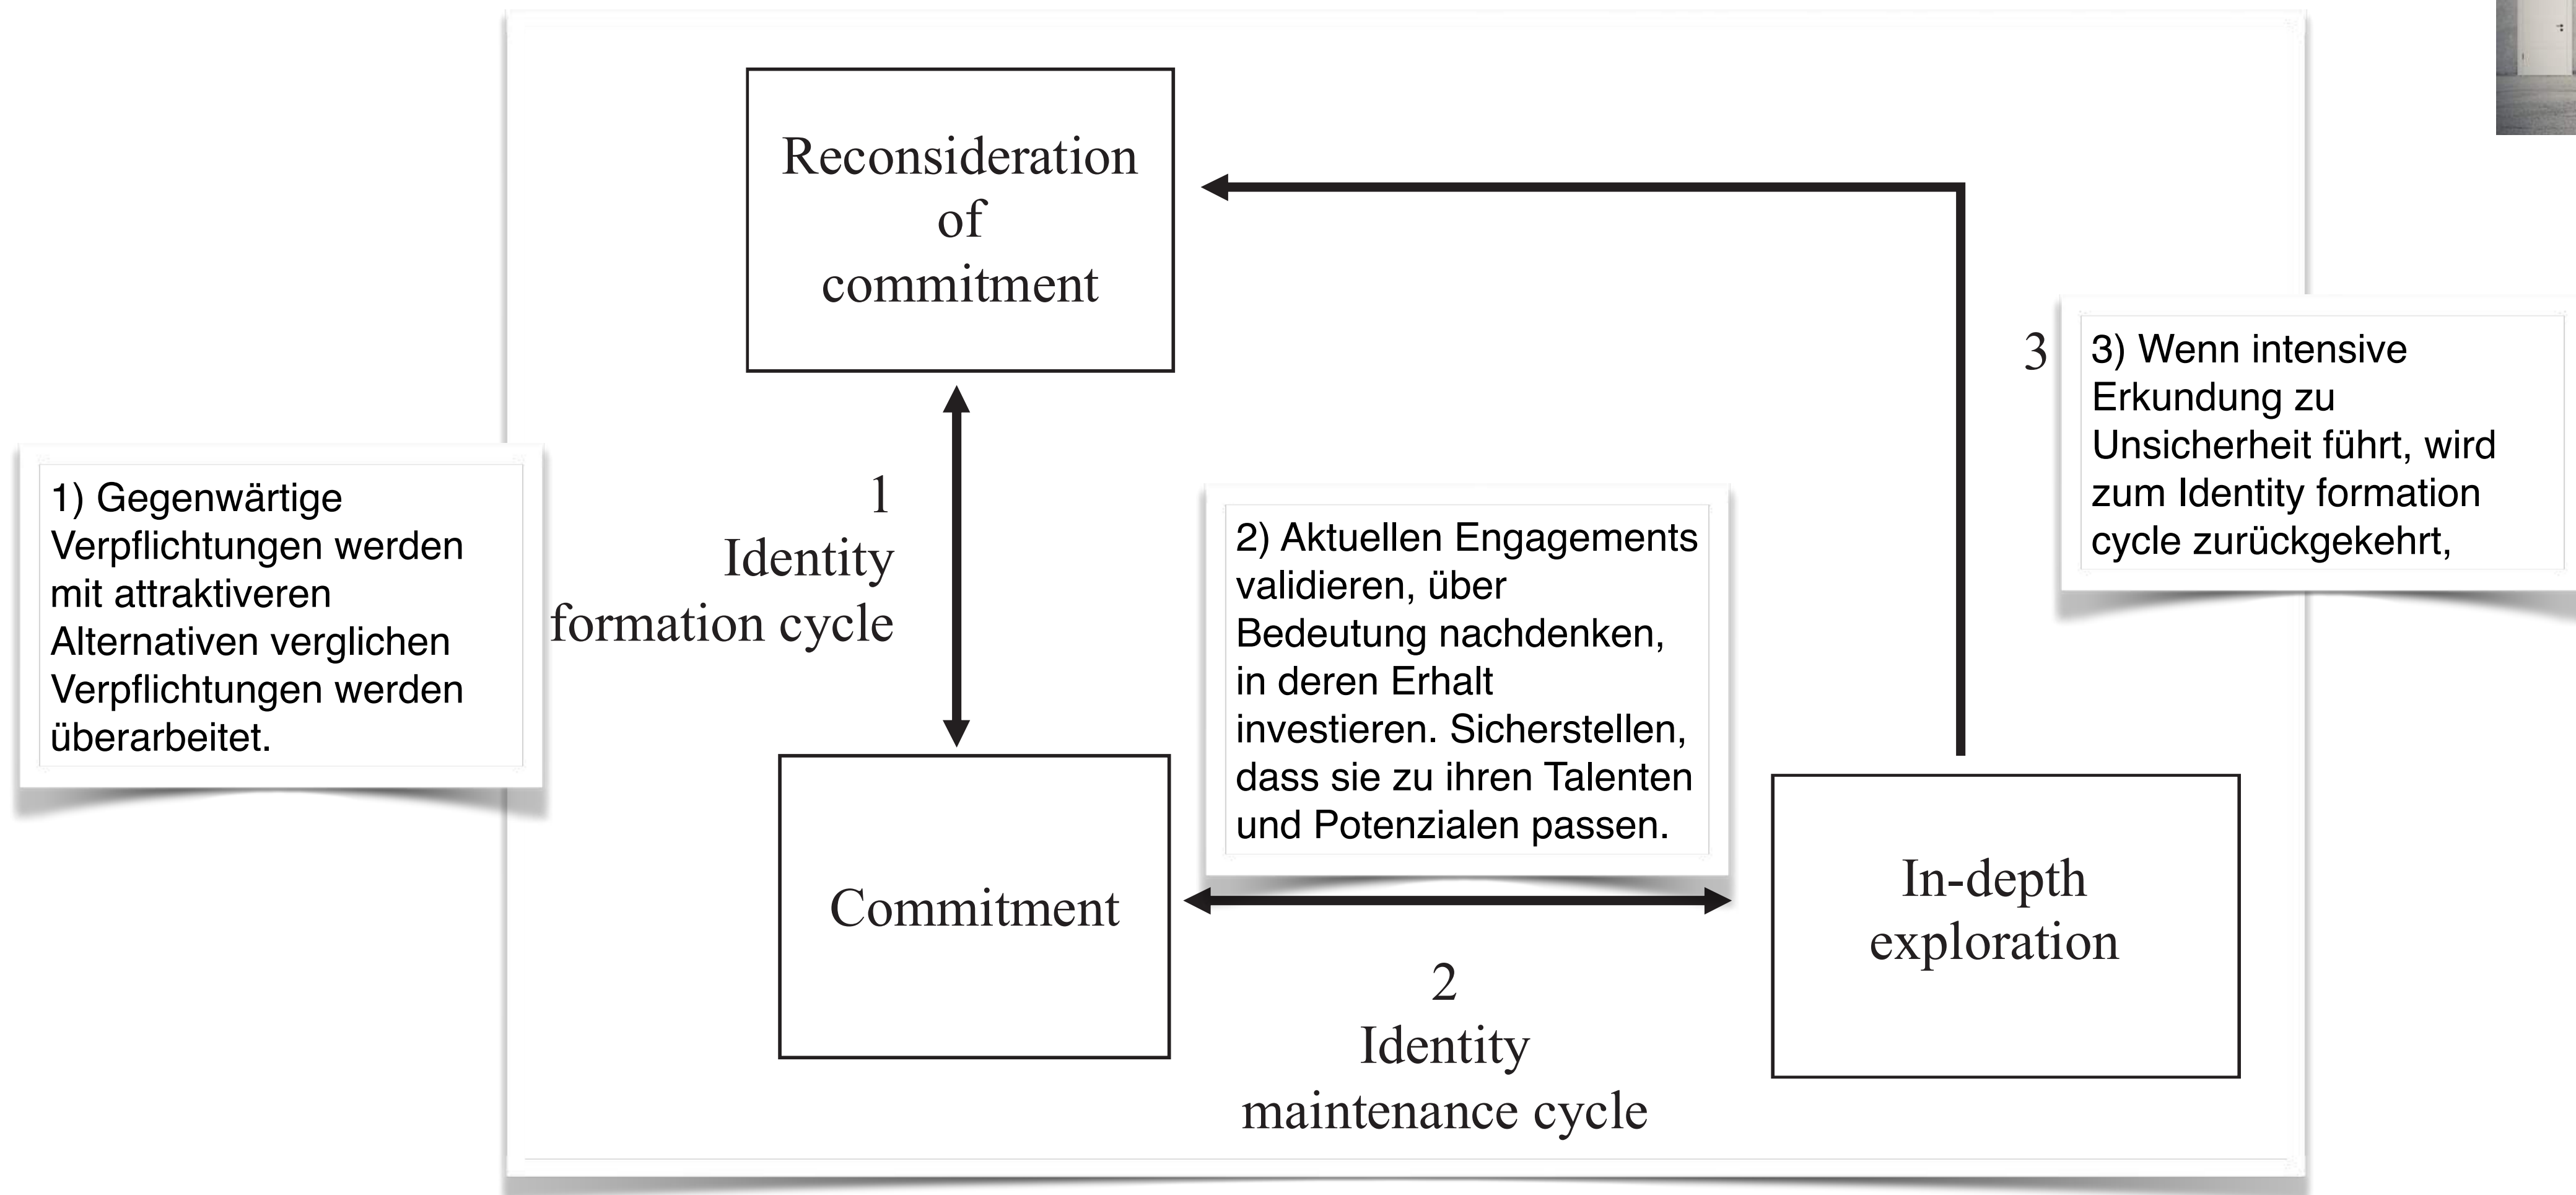 Reconsideration
of
commitment
1
Identity
formation cycle
1) Gegenwärtige
Verpflichtungen werden
mit attraktiveren
Alternativen verglichen
Verpflichtungen werden
überarbeitet.
2) Aktuellen Engagements
validieren, über
Bedeutung nachdenken,
in deren Erhalt
investieren. Sicherstellen,
dass sie zu ihren Talenten
und Potenzialen passen.
3
3) Wenn intensive
Erkundung zu
Unsicherheit führt, wird
zum Identity formation
cycle zurückgekehrt,
Commitment
2
Identity
maintenance cycle
In-depth
exploration